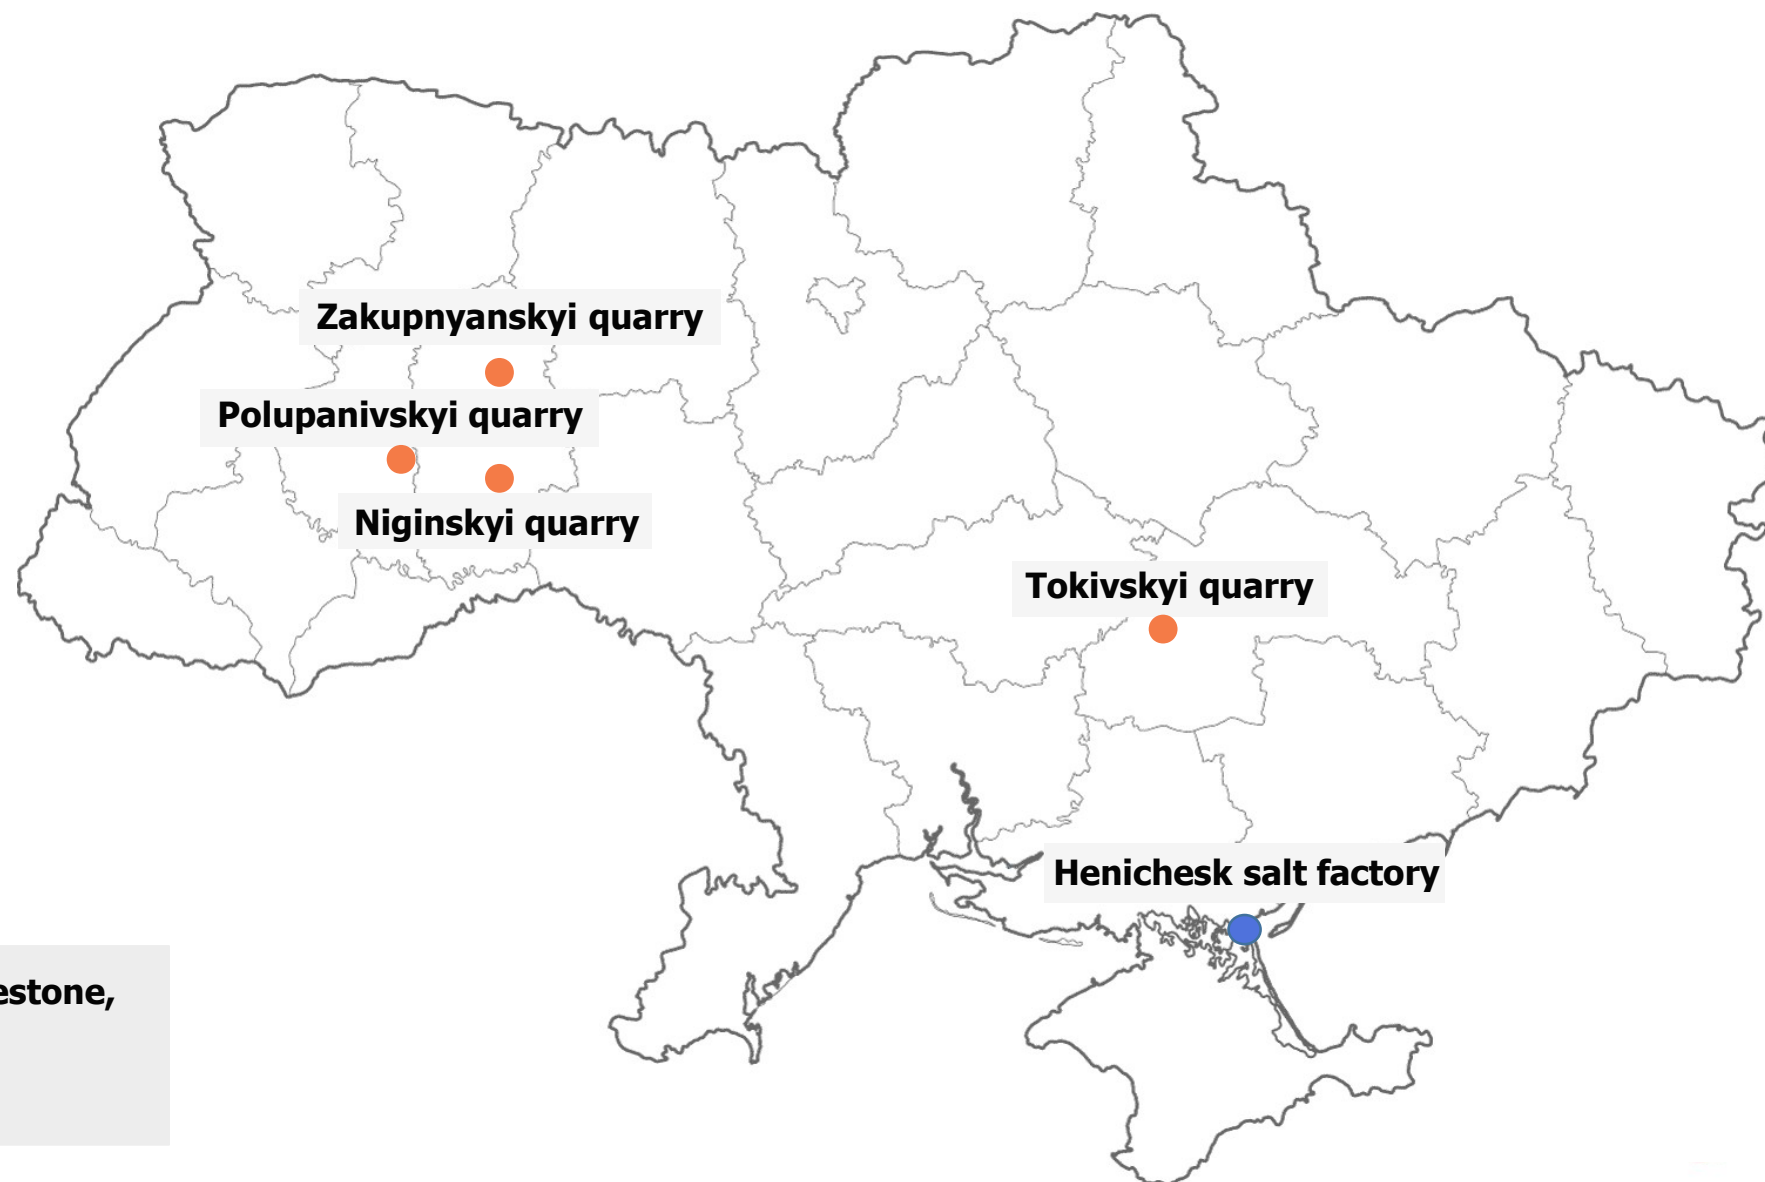 Zakupnyanskyi quarry
Polupanivskyi quarry
Niginskyi quarry
Tokivskyi quarry
Henichesk salt factory
estone,